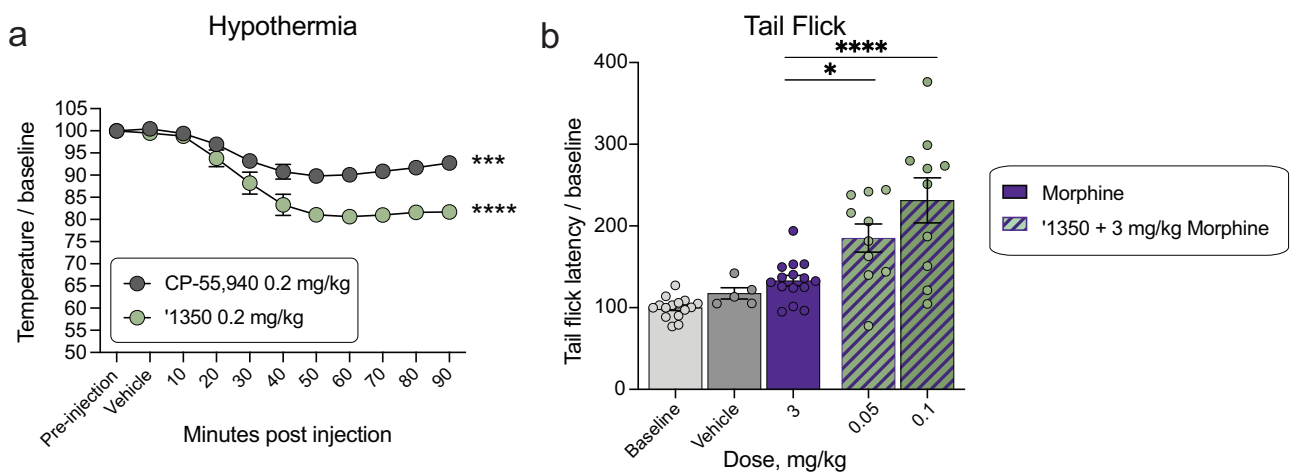 a
Hypothermia
Temperature / baseline
105
100
95
90
85
80
75
70
65
60
55
50
***
****
CP-55,940 0.2 mg/kg
'1350 0.2 mg/kg
Pre-injection
Vehicle
10
20
30
40
50
60
70
80
90
Minutes post injection
b
Tail Flick
****
*
Tail flick latency / baseline
400
300
200
100
0
Baseline
Vehicle
3
0.05
0.1
Dose, mg/kg
Morphine
'1350 + 3 mg/kg Morphine